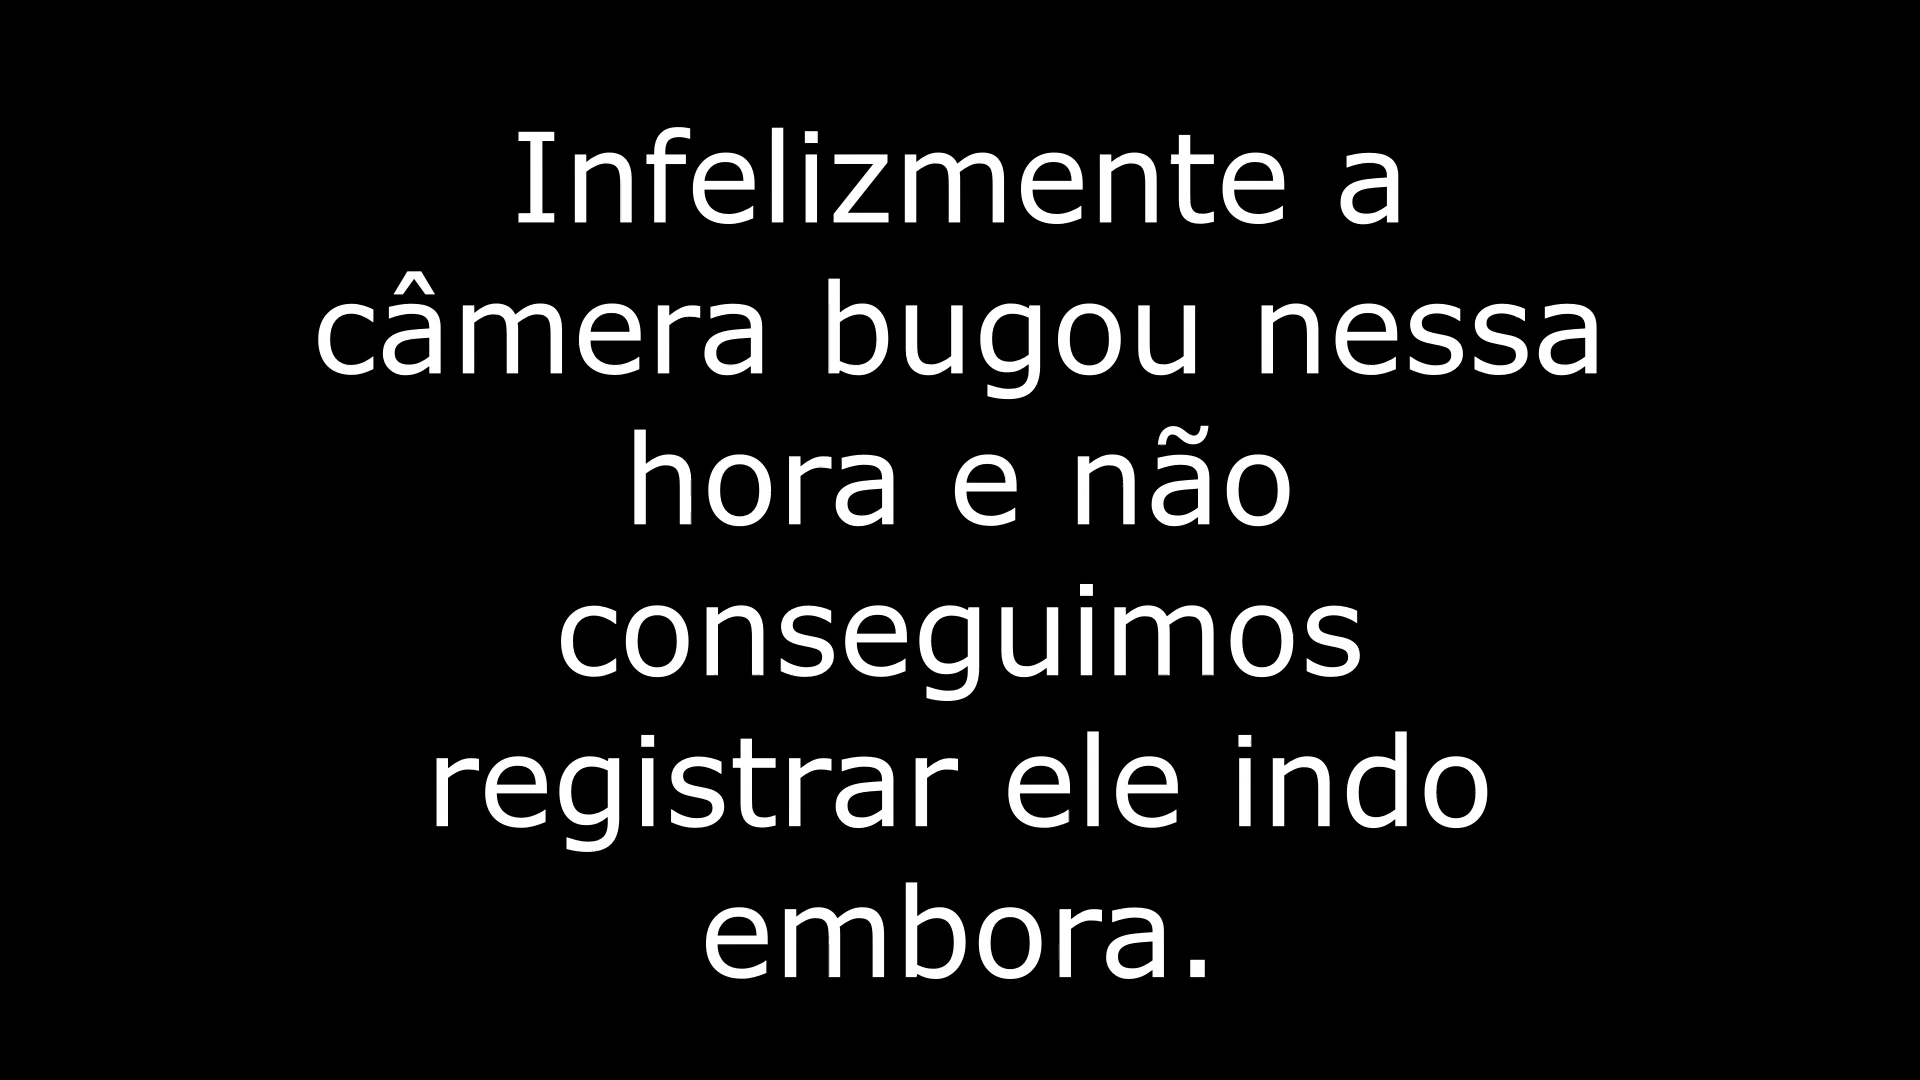 Infelizmente a
câmera bugou nessa
hora e não
conseguimos
registrar ele indo
embora.